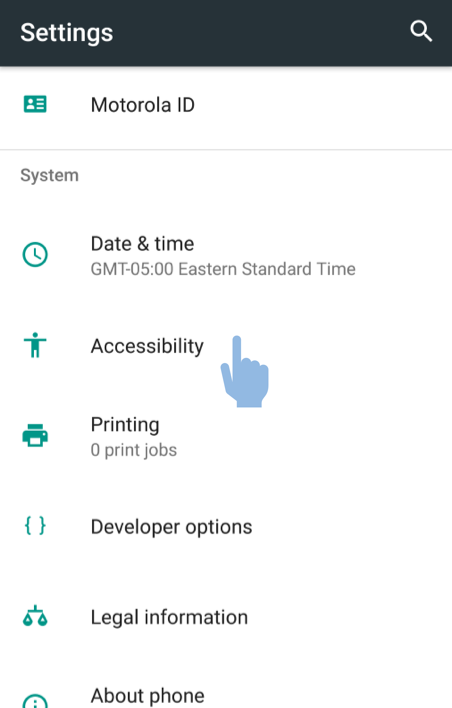 Settings
Motorola ID
System
Date & time
GMT-05:00 Eastern Standard Time
Accessibility
Printing
0 print jobs
Developer options
Legal information
About phone